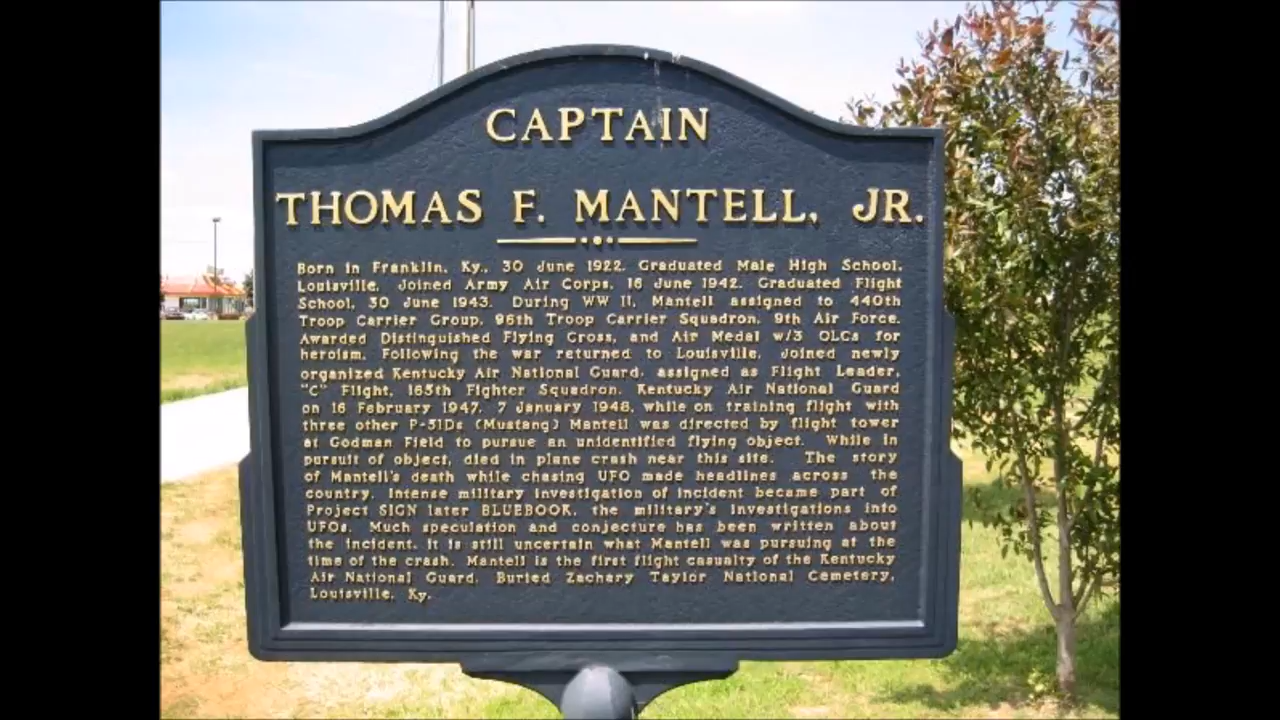 CAPTAIN
THOMAS F. MANTELL, JR.
Born in Franklin, Ky., 30 June 1922. Graduated Male High School,
Louisville. Joined Army Air Corps, 16 June 1942. Graduated Flight
School, 30 June 1943. During WW II, Mantell assigned to 440th
Troop Carrier Group, 96th Troop Carrier Squadron, 9th Air Force.
Awarded Distinguished Flying Cross, and Air Medal w/3 OLCs for
heroism. Following the war returned to Louisville. Joined newly
organized Kentucky Air National Guard, assigned as Flight Leader,
"C" Flight, 165th Fighter Squadron, Kentucky Air National Guard
on 16 February 1947. 7 January 1948, while on training flight with
three other P-51Ds (Mustang) Mantell was directed by flight tower
at Godman Field to pursue an unidentified flying object. While in
pursuit of object, died in plane crash near this site. The story
of Mantell's death while chasing UFO made headlines across the
country. Intense military investigation of incident became part of
Project SIGN later BLUEBOOK, the military's investigations into
UFOs. Much speculation and conjecture has been written about
the incident. It is still uncertain what Mantell was pursuing at the
time of the crash. Mantell is the first flight casualty of the Kentucky
Air National Guard. Buried Zachary Taylor National Cemetery,
Louisville, Ky.